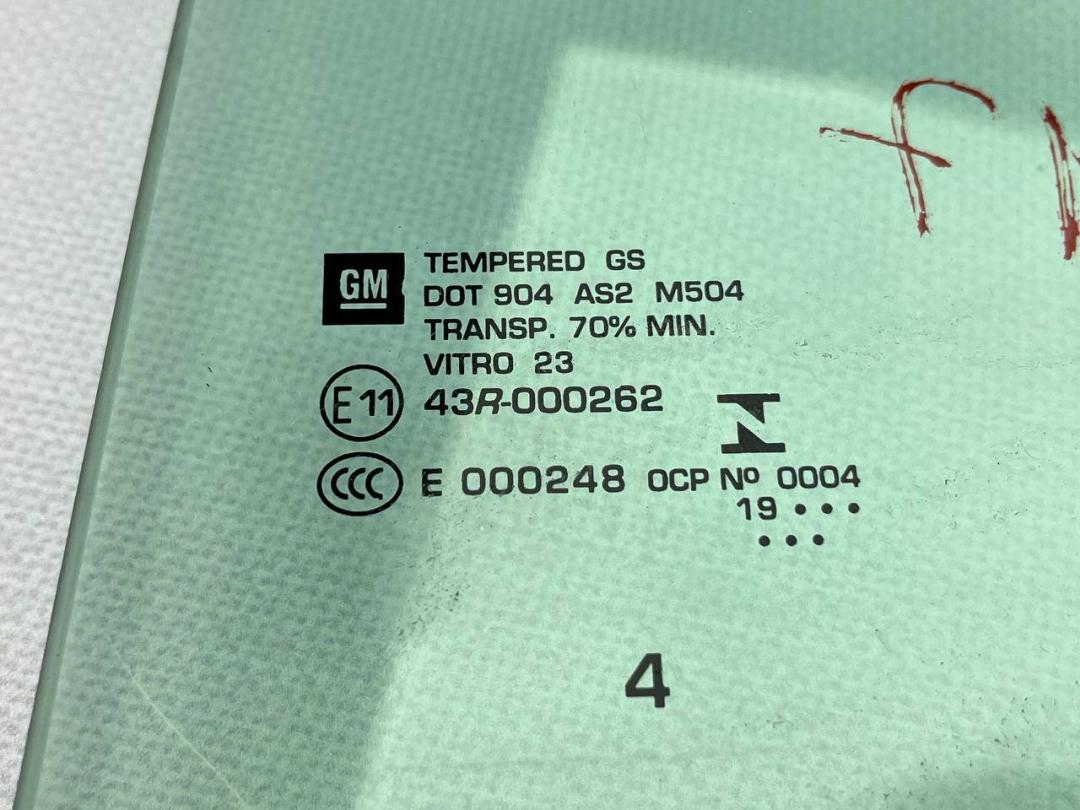 GM
TEMPERED GS
DOT 904 AS2 M504
TRANSP. 70% MIN.
VITRO 23
E11 43R-000262
CCC E 000248 OCP Nº 0004
19 • • •
• • •
4